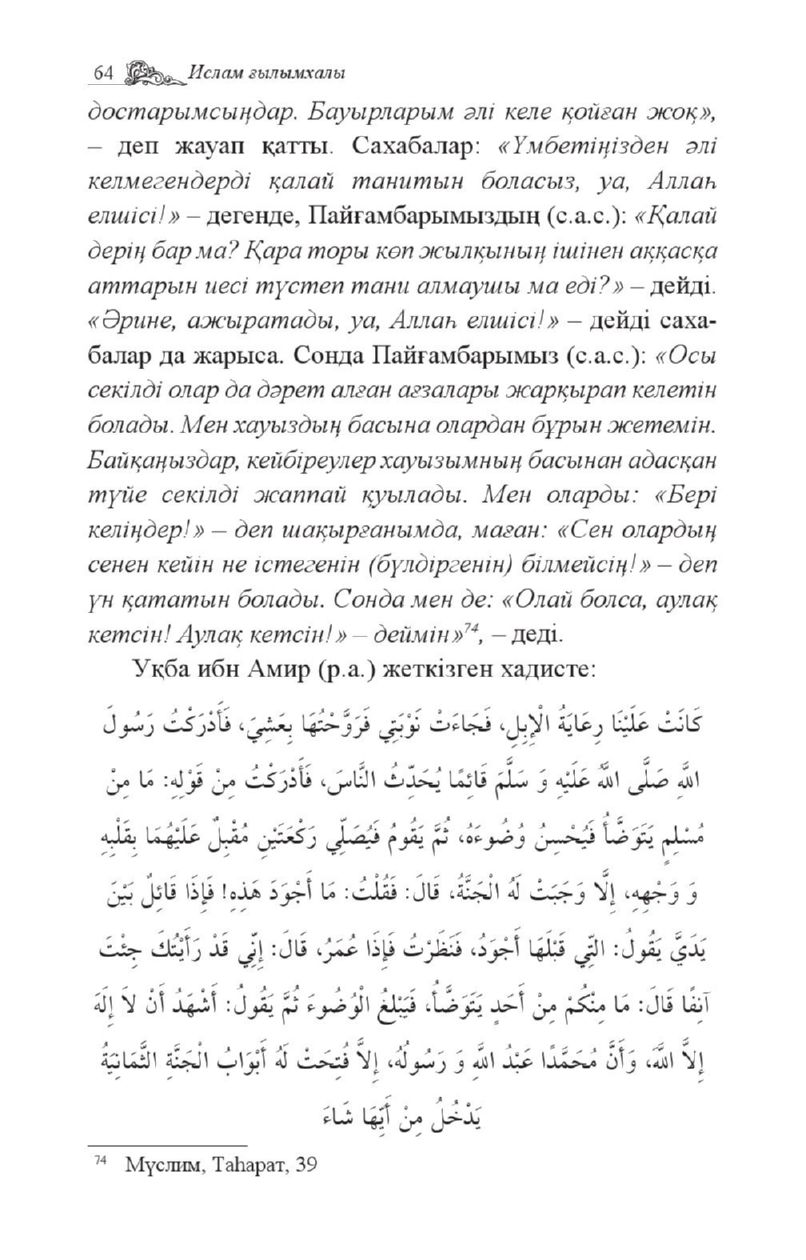 64 Ислам ғылымхалы
достарымсыңдар. Бауырларым әлі келе қойған жоқ»,
– деп жауап қатты. Сахабалар: «Үмбетіңізден әлі
келмегендерді қалай танитын боласыз, уа, Аллаһ
елшісі!» – дегенде, Пайғамбарымыздың (с.а.с.): «Қалай
дерің бар ма? Қара торы көп жылқының ішінен аққасқа
аттарын иесі түстеп тани алмаушы ма еді?» – дейді.
«Әрине, ажыратады, уа, Аллаһ елшісі!» – дейді саха-
балар да жарыса. Сонда Пайғамбарымыз (с.а.с.): «Осы
секілді олар да дәрет алған ағзалары жарқырап келетін
болады. Мен хауыздың басына олардан бұрын жетемін.
Байқаңыздар, кейбіреулер хауызымның басынан адасқан
түйе секілді жаппай қуылады. Мен оларды: «Бері
келіңдер!» – деп шақырғанымда, маған: «Сен олардың
сенен кейін не істегенін (бүлдіргенін) білмейсің!» – деп
үн қататын болады. Сонда мен де: «Олай болса, аулақ
кетсін! Аулақ кетсін!» – деймін»74, – деді.
Уқба ибн Амир (р.а.) жеткізген хадисте:
كَانَتْ عَلَيْنَا رِعَايَةُ الْإِبِلِ، فَجَاءَتْ نَوْبَتِي فَرَوَّحْتُهَا بِعَشِيَ، فَأَدْرَكْتُ رَسُولَ
اللَّهِ صَلَّى اللَّهُ عَلَيْهِ وَ سَلَّمَ قَائِمًا يُحَدِّثُ النَّاسَ، فَأَدْرَكْتُ مِنْ قَوْلِهِ: مَا مِنْ
مُسْلِمٍ يَتَوَضَّأُ فَيُحْسِنُ وُضُوءَهُ، ثُمَّ يَقُومُ فَيُصَلِّي رَكْعَتَيْنِ مُقْبِلٌ عَلَيْهِمَا بِقَلْبِهِ
وَ وَجْهِهِ، إِلَّا وَجَبَتْ لَهُ الْجَنَّةُ، قَالَ: فَقُلْتُ: مَا أَجْوَدَ هَذِهِ! فَإِذَا قَائِلٌ بَيْنَ
يَدَيَّ يَقُولُ: الَّتِي قَبْلَهَا أَجْوَدُ، فَنَظَرْتُ فَإِذَا عُمَرُ، قَالَ: إِنِّي قَدْ رَأَيْتُكَ جِئْتَ
آنِفًا قَالَ: مَا مِنْكُمْ مِنْ أَحَدٍ يَتَوَضَّأُ، فَيَبْلُغُ الْوُضُوءَ ثُمَّ يَقُولُ: أَشْهَدُ أَنْ لاَ إِلَهَ
إِلاَّ اللَّهَ، وَأَنَّ مُحَمَّدًا عَبْدُ اللَّهِ وَ رَسُولُهُ، إِلاَّ فُتِحَتْ لَهُ أَبْوَابُ الْجَنَّةِ الثَّمَانِيَةُ
يَدْخُلُ مِنْ أَيِّهَا شَاءَ
74 Мүслим, Таһарат, 39